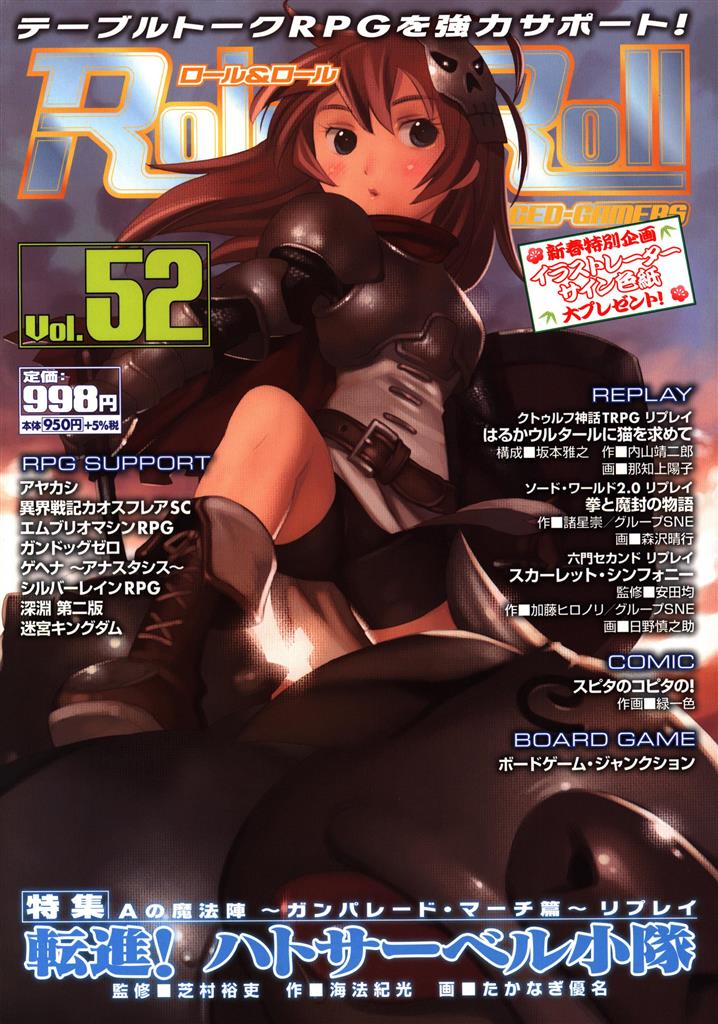 テーブルトークRPGを強力サポート!
ロール&ロール
Roll
GED-GAMERS
Vol. 52
新春特別企画
イラストレーター
サイン色紙
大プレゼント!
定価:
998円
本体950円+5%税
RPG SUPPORT
アヤカシ
異界戦記カオスフレアSC
エムブリオマシンRPG
ガンドッグゼロ
ゲヘナ ～アナスタシス～
シルバーレインRPG
深淵 第二版
迷宮キングダム
REPLAY
クトゥルフ神話TRPG リプレイ
はるかウルタールに猫を求めて
構成■坂本雅之 作■内山靖二郎
画■那知上陽子
ソード・ワールド2.0 リプレイ
拳と魔封の物語
作■諸星崇/グループSNE
画■森沢晴行
六門セカンド リプレイ
スカーレット・シンフォニー
監修■安田均
作■加藤ヒロノリ/グループSNE
画■日野慎之助
COMIC
スピタのコピタの!
作画■緑一色
BOARD GAME
ボードゲーム・ジャンクション
特集 Aの魔法陣 ～ガンパレード・マーチ篇～ リプレイ
転進! ハトサーベル小隊
監修■芝村裕吏 作■海法紀光 画■たかなぎ優名